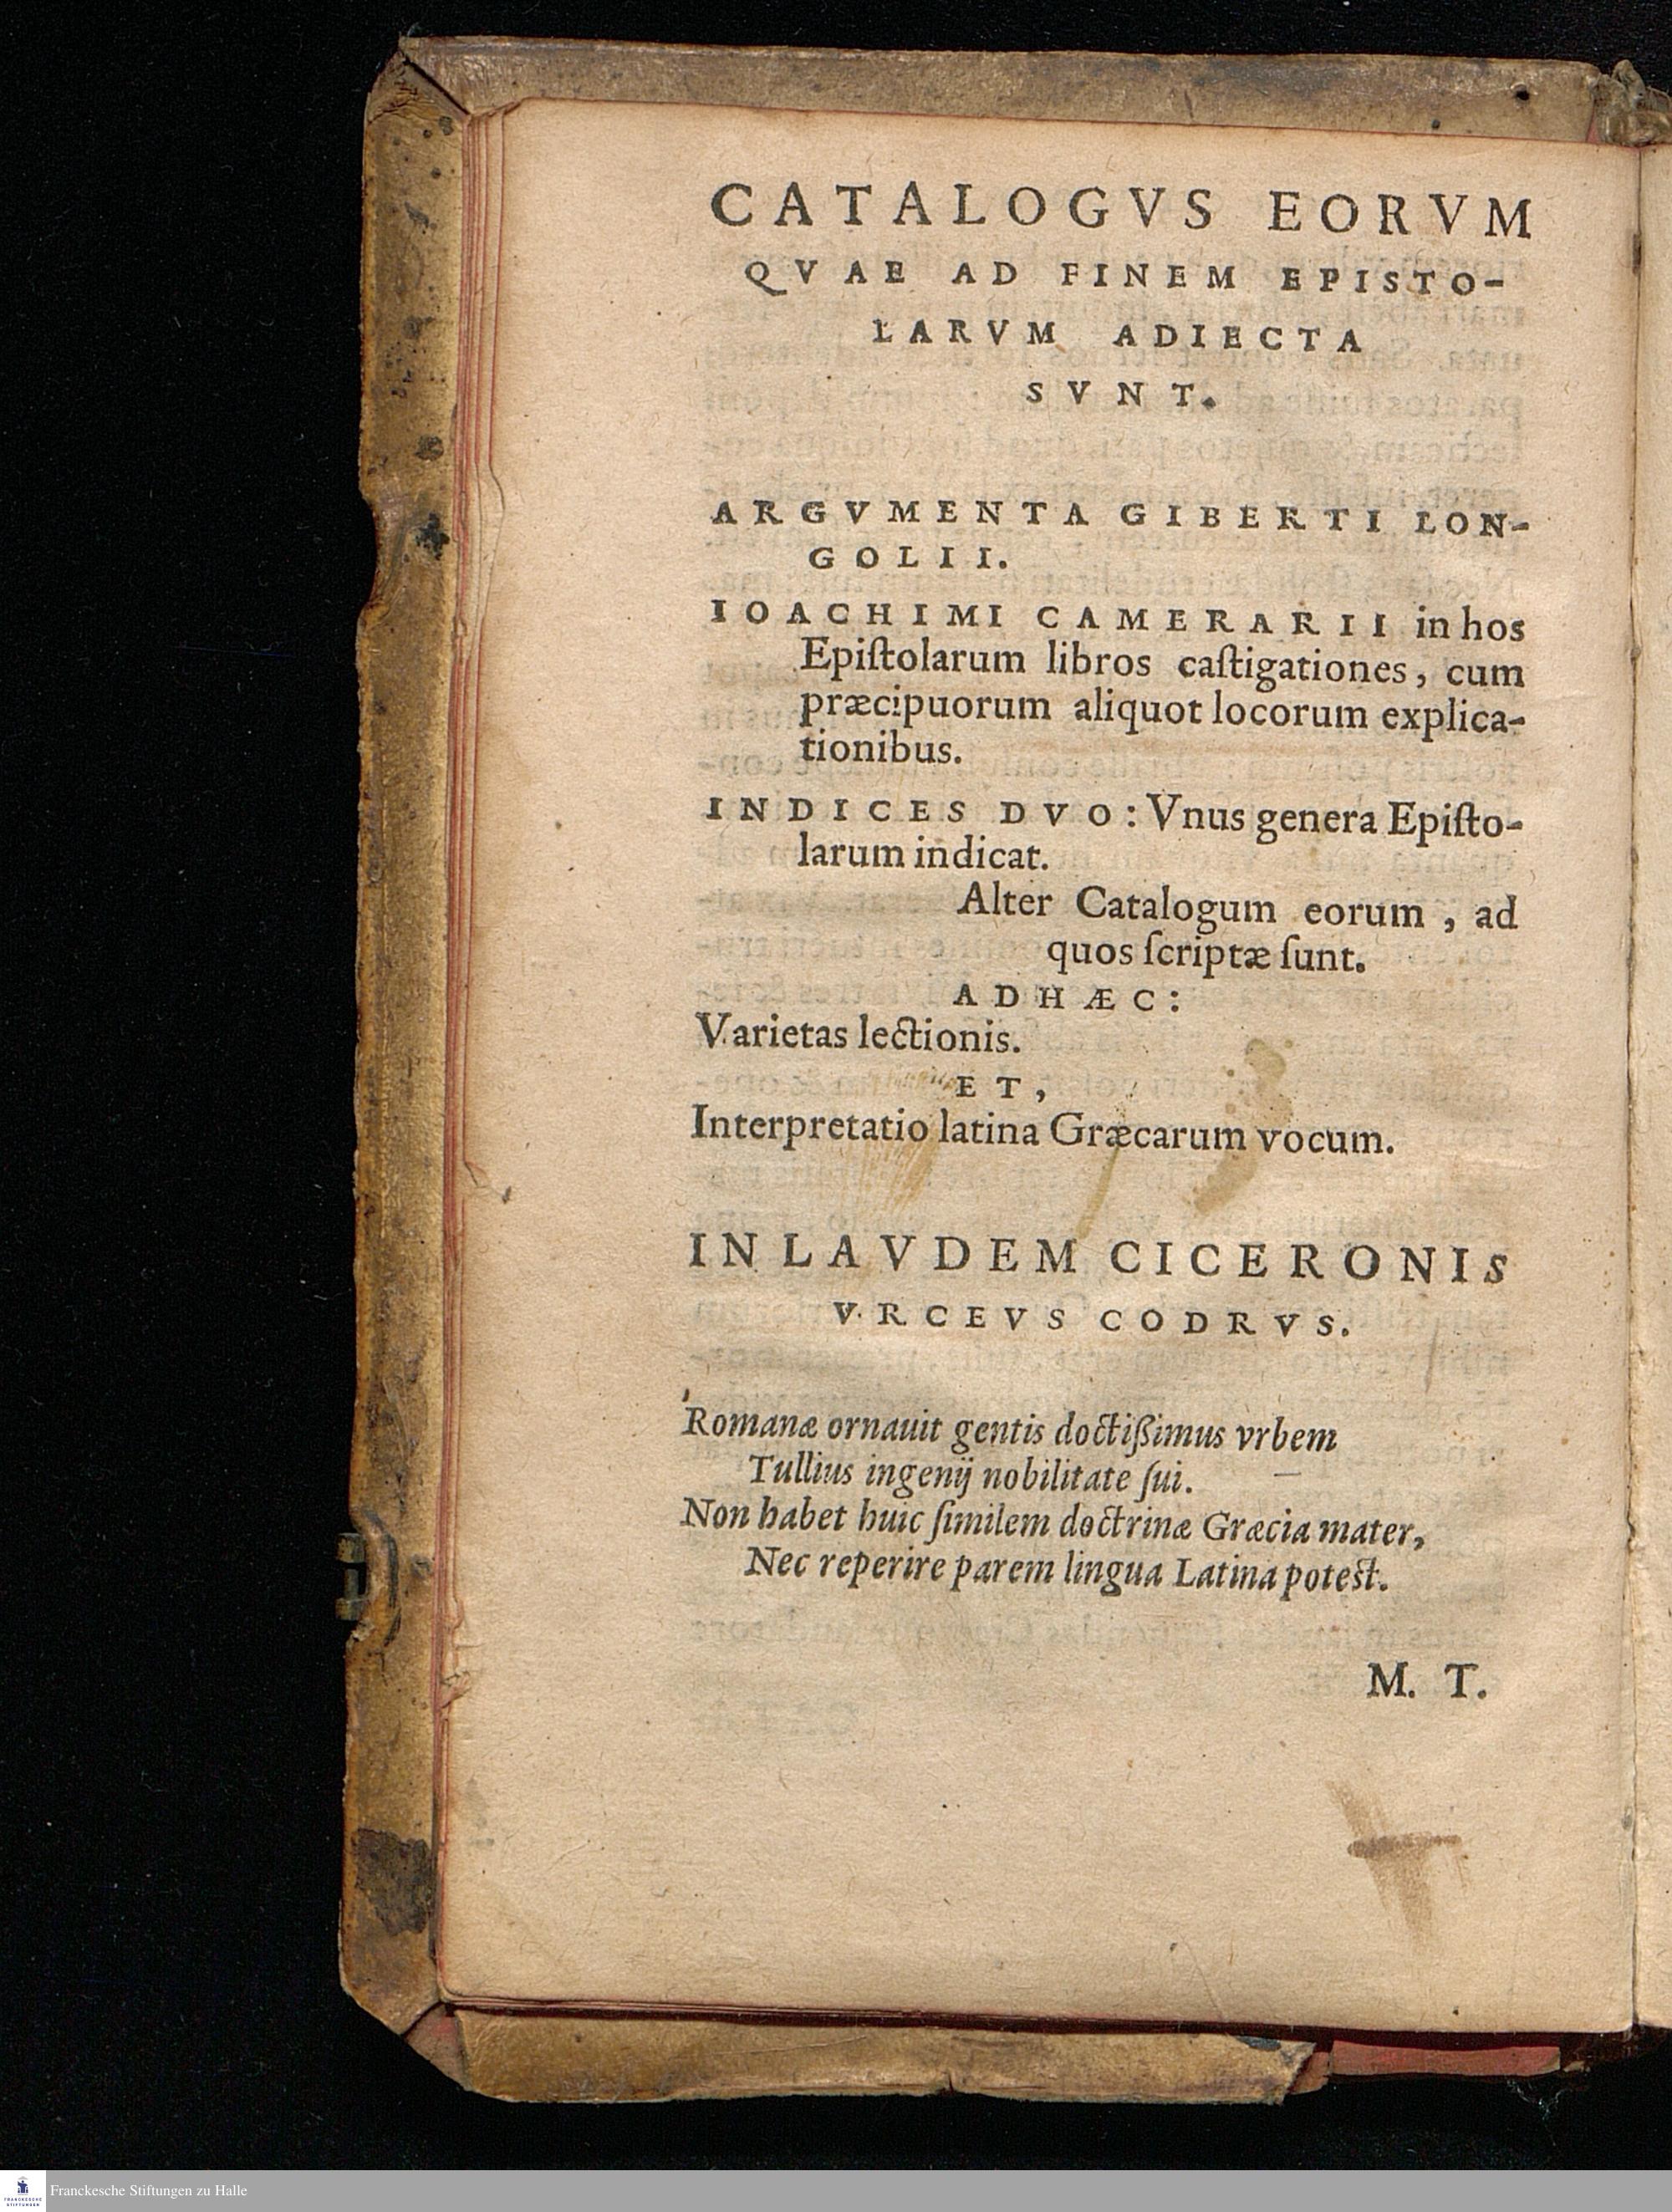 CATALOGVS EORVM
QVAE AD FINEM EPISTO-
LARVM ADIECTA
SVNT.
ARGVMENTA GIBERTI LON-
GOLII.
IOACHIMI CAMERARII in hos
Epiſtolarum libros caſtigationes, cum
præcipuorum aliquot locorum explica-
tionibus.
INDICES DVO: Vnus genera Epiſto-
larum indicat.
Alter Catalogum eorum, ad
quos ſcriptæ ſunt.
ADHÆC:
Varietas lectionis.
ET,
Interpretatio latina Græcarum vocum.
IN LAVDEM CICERONIS
VRCEVS CODRVS.
Romanæ ornauit gentis doctißimus vrbem
Tullius ingenij nobilitate ſui.
Non habet huic ſimilem doctrinæ Græcia mater,
Nec reperire parem lingua Latina potest.
M. T.
Franckesche Stiftungen zu Halle